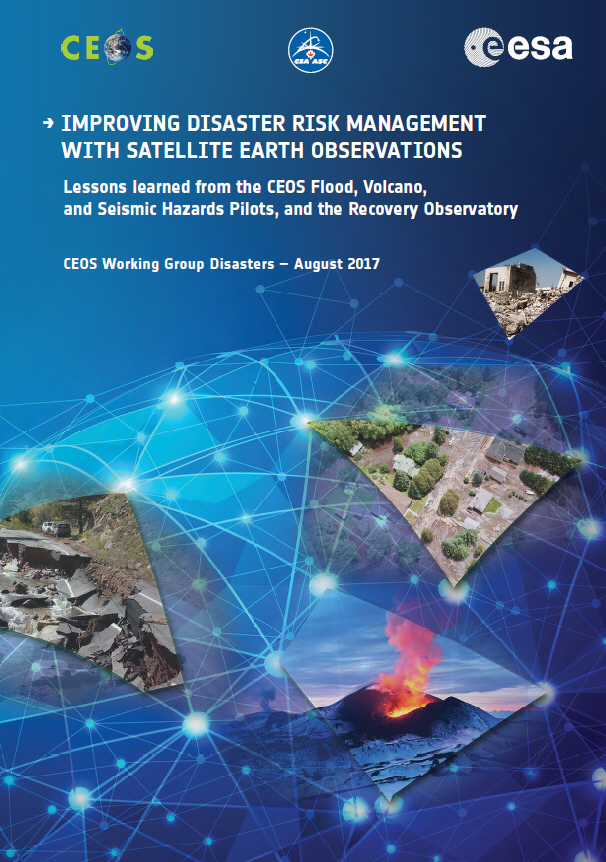 CEOS
CSA ASC
esa
→ IMPROVING DISASTER RISK MANAGEMENT
WITH SATELLITE EARTH OBSERVATIONS
Lessons learned from the CEOS Flood, Volcano,
and Seismic Hazards Pilots, and the Recovery Observatory
CEOS Working Group Disasters – August 2017